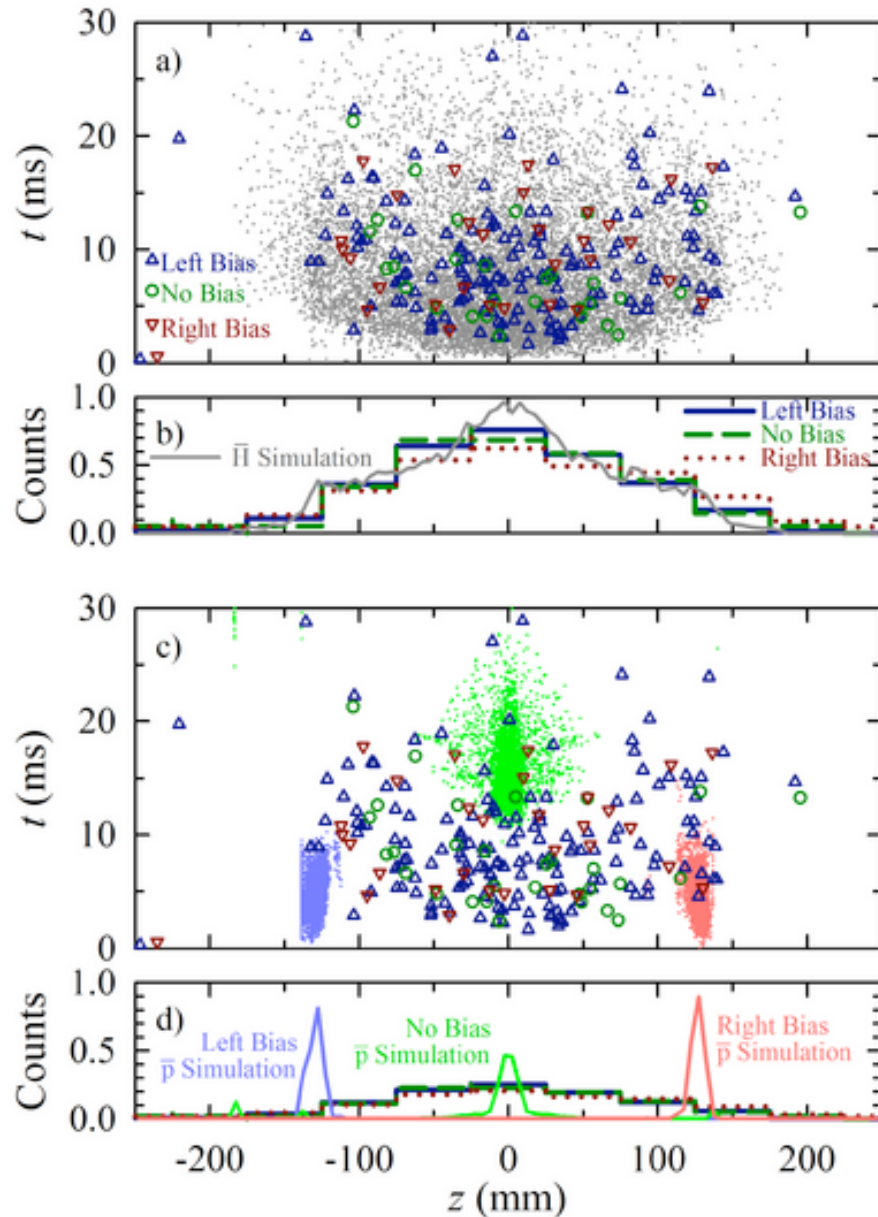 30
a)
20
t (ms)
10
Left Bias
No Bias
Right Bias
0
1.0
b)
Left Bias
No Bias
Right Bias
H̄ Simulation
Counts
0.5
0.0
30
c)
20
t (ms)
10
0
1.0
d)
Left Bias
p̄ Simulation
No Bias
p̄ Simulation
Right Bias
p̄ Simulation
Counts
0.5
0.0
-200 -100 0 100 200
z (mm)